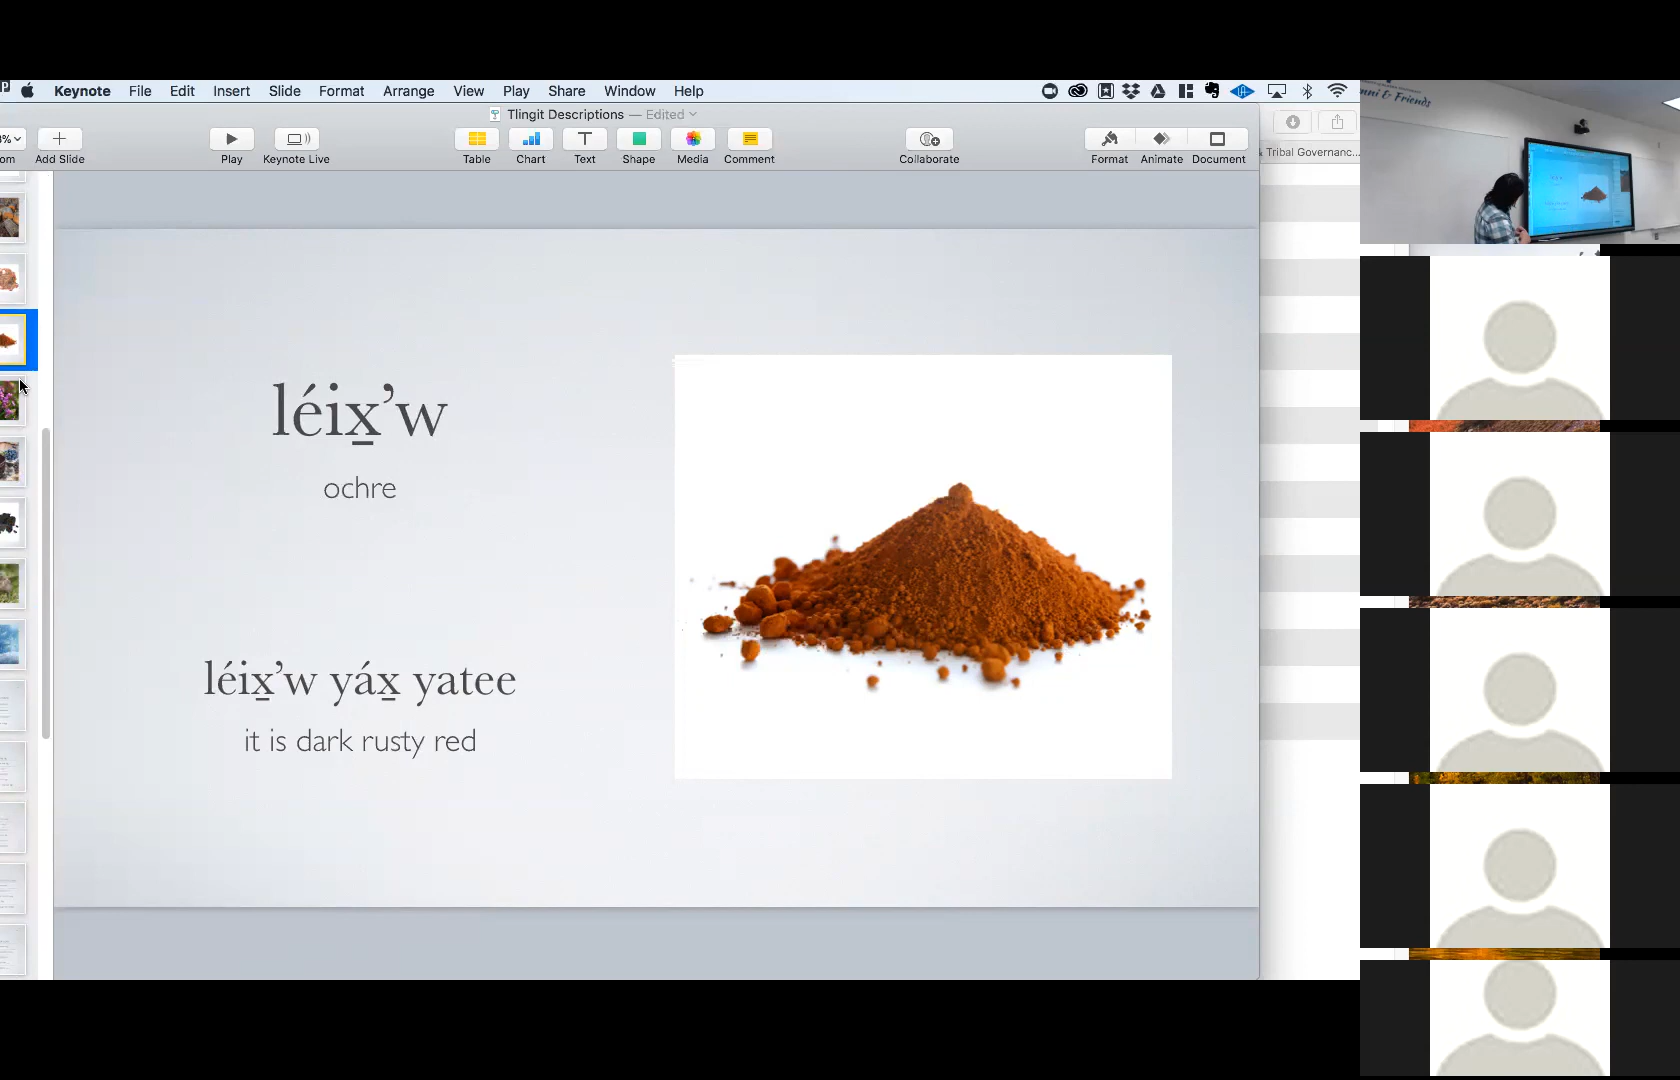 Keynote File Edit Insert Slide Format Arrange View Play Share Window Help
Tlingit Descriptions — Edited
Add Slide Play Keynote Live Table Chart Text Shape Media Comment Collaborate Format Animate Document
Tribal Governanc...
& Friends
léix̱’w
ochre
léix̱’w yáx̱ yatee
it is dark rusty red